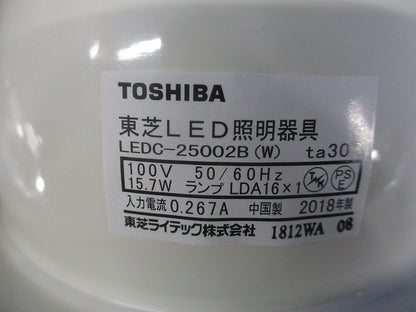 TOSHIBA
東芝LED照明器具
LEDC-25002B(W) ta30
100V 50/60Hz
15.7W ランプ LDA16×1
PS
E
入力電流0.267A 中国製 2018年製
東芝ライテック株式会社 1812WA 08